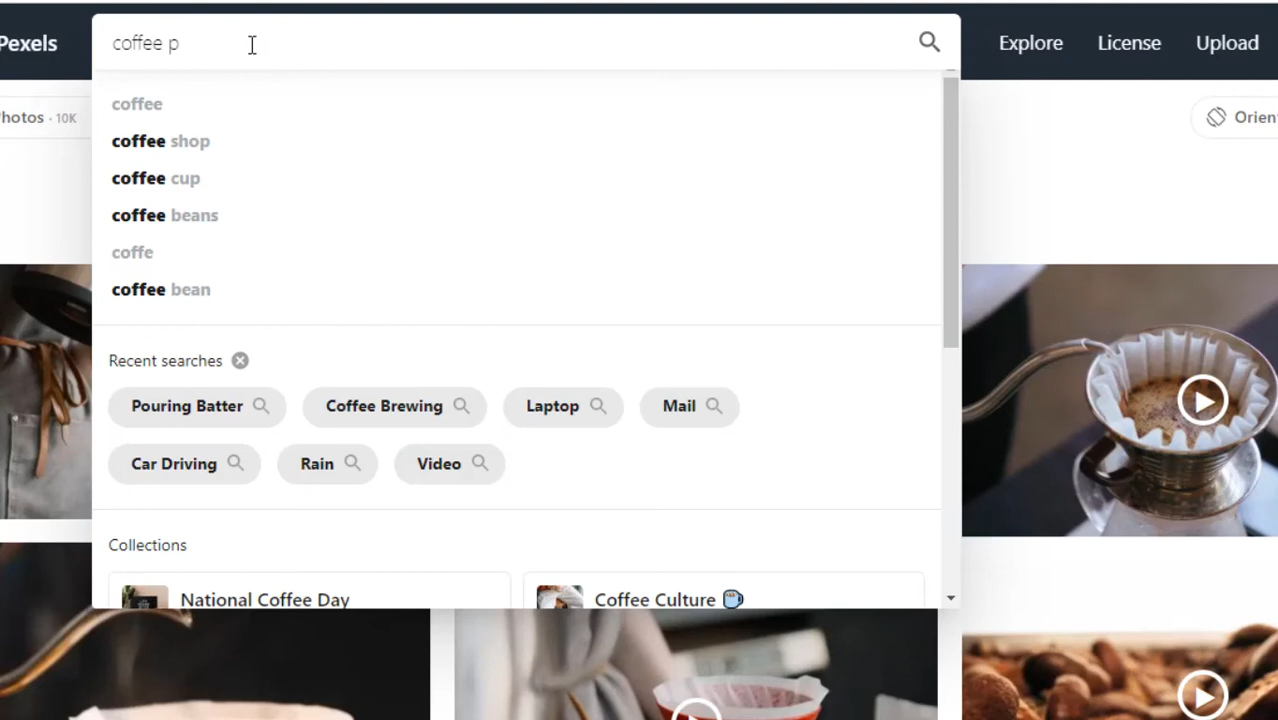 Pexels
coffee p
Explore License Upload
Photos · 10K
Orien
coffee
coffee shop
coffee cup
coffee beans
coffe
coffee bean
Recent searches
Pouring Batter Coffee Brewing Laptop Mail
Car Driving Rain Video
Collections
National Coffee Day Coffee Culture